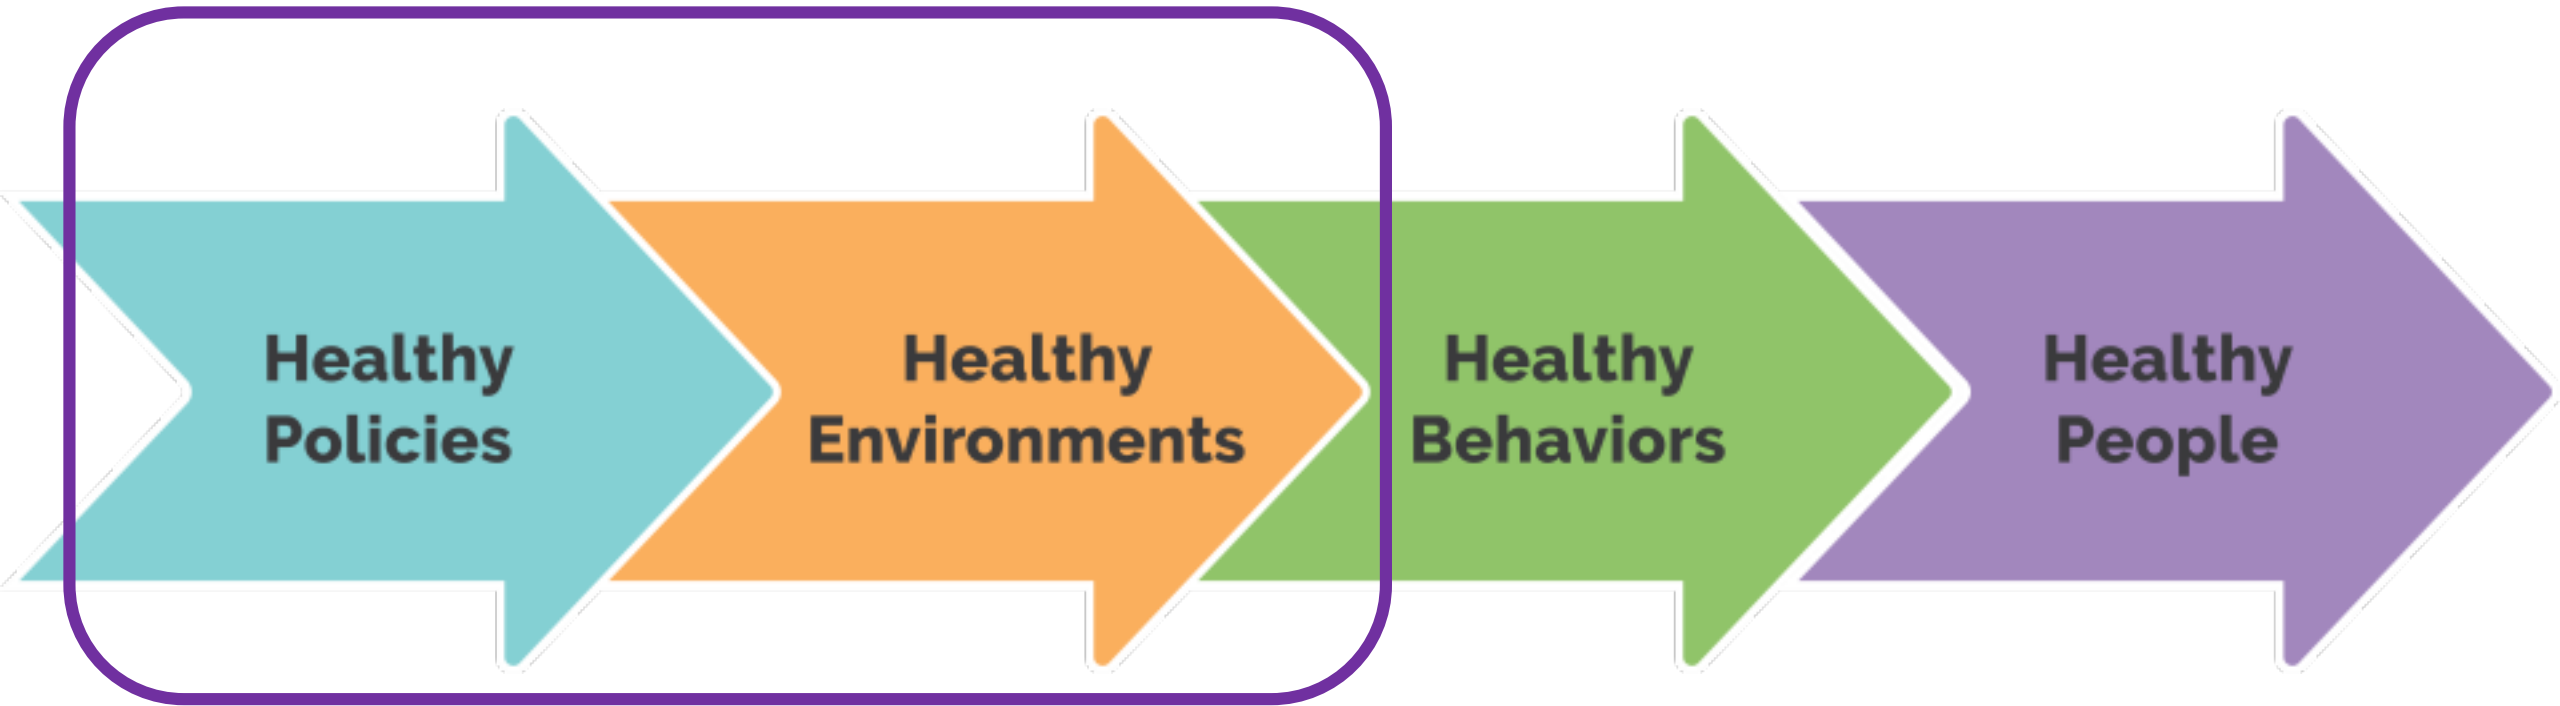 Healthy
Policies
Healthy
Environments
Healthy
Behaviors
Healthy
People